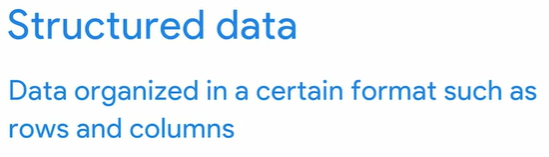 Structured data
Data organized in a certain format such as
rows and columns